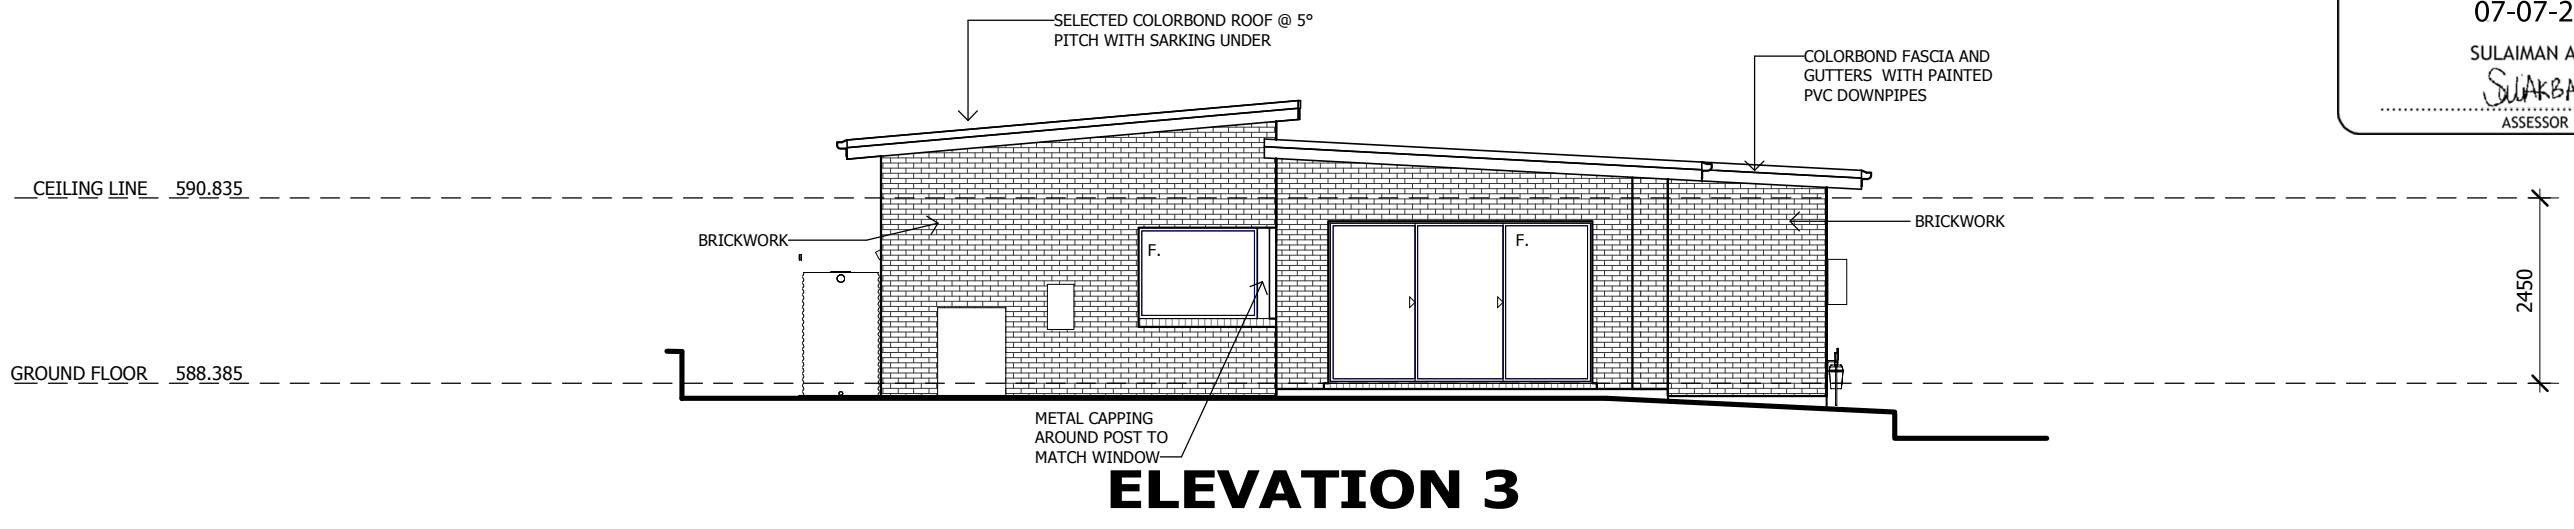 SELECTED COLORBOND ROOF @ 5°
PITCH WITH SARKING UNDER
07-07-2
SULAIMAN A
ASSESSOR
COLORBOND FASCIA AND
GUTTERS WITH PAINTED
PVC DOWNPIPES
CEILING LINE 590.835
BRICKWORK
F.
F.
BRICKWORK
2450
GROUND FLOOR 588.385
METAL CAPPING
AROUND POST TO
MATCH WINDOW
ELEVATION 3